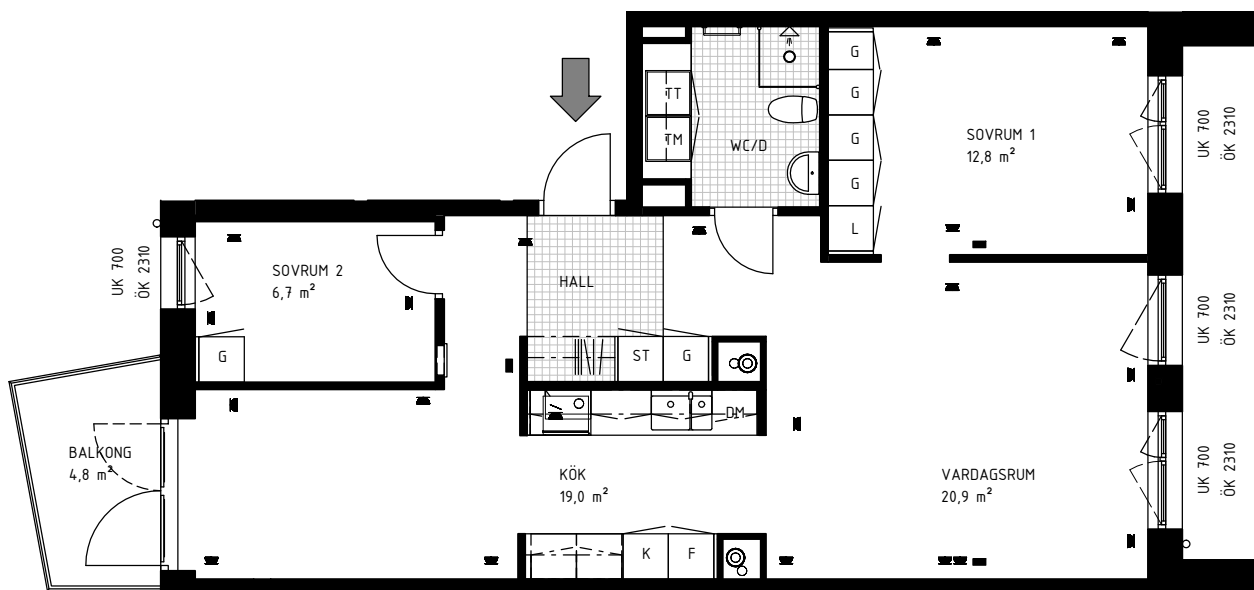 G
G
G
G
L
TT
TM
WC/D
SOVRUM 1
12,8 m²
UK 700
ÖK 2310
UK 700
ÖK 2310
SOVRUM 2
6,7 m²
G
HALL
ST
G
UK 700
ÖK 2310
DM
BALKONG
4,8 m²
KÖK
19,0 m²
VARDAGSRUM
20,9 m²
UK 700
ÖK 2310
K
F